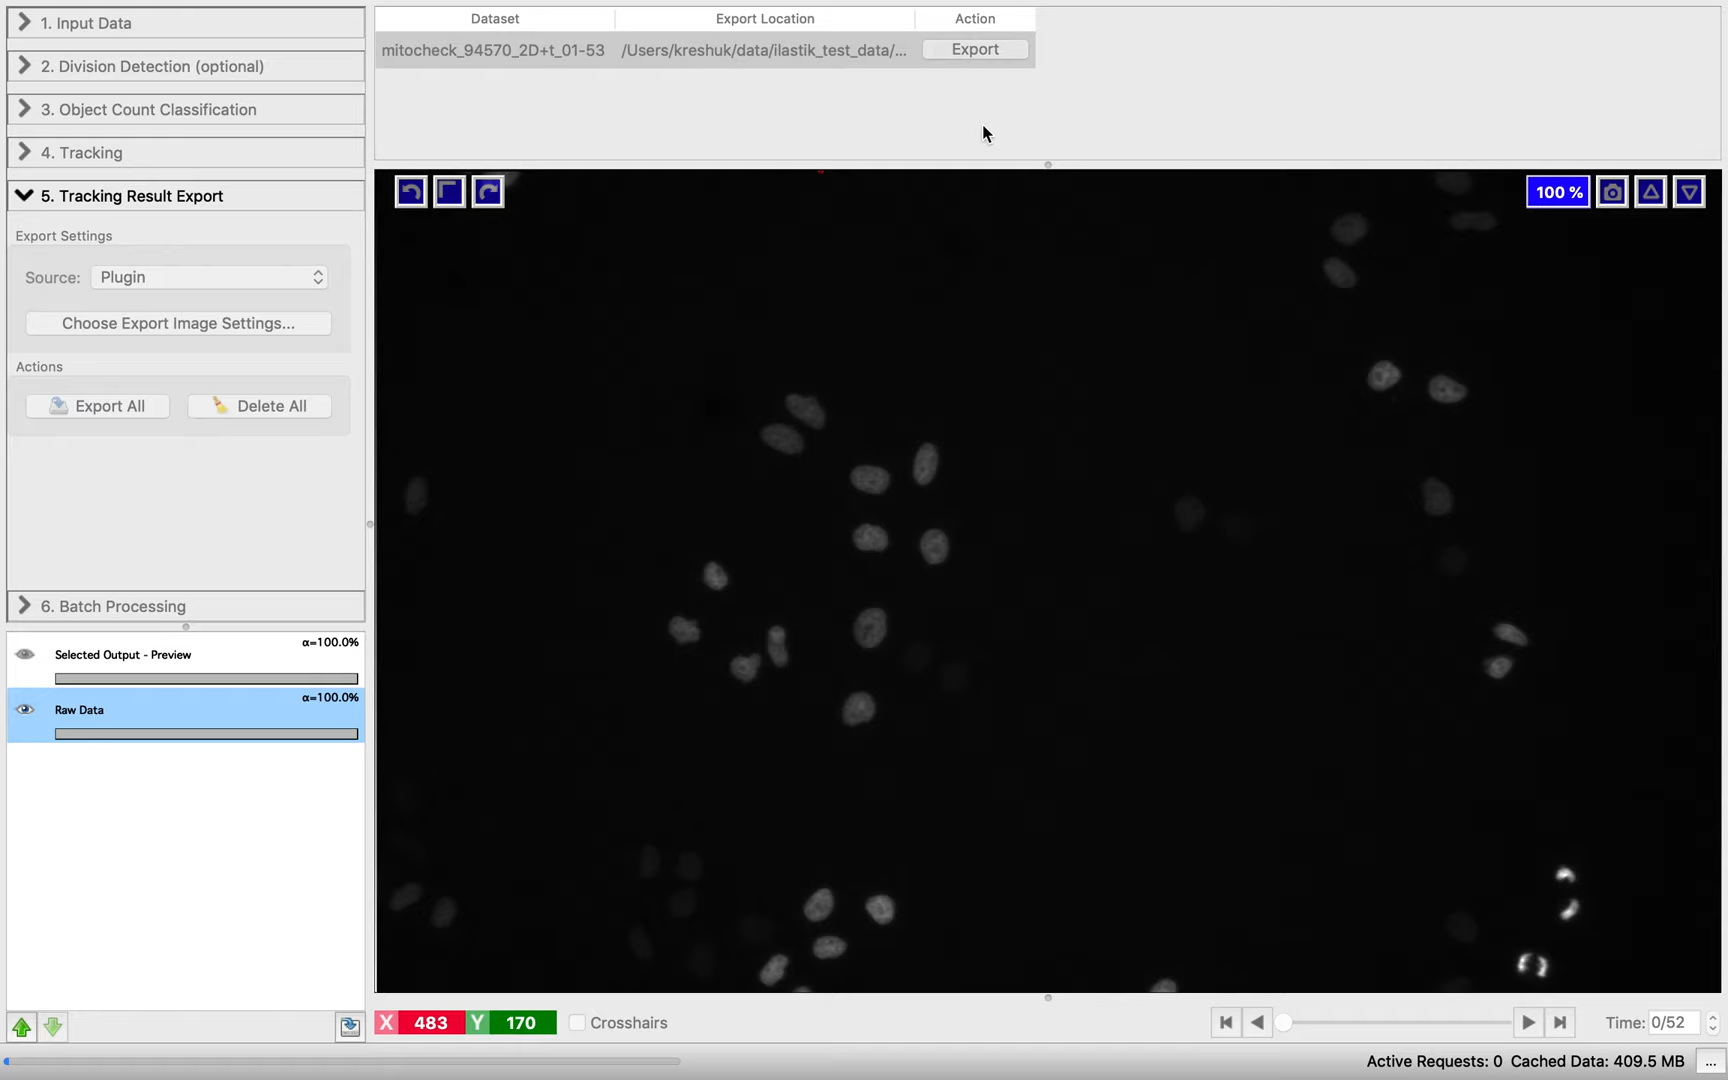 1. Input Data
2. Division Detection (optional)
3. Object Count Classification
4. Tracking
5. Tracking Result Export
Export Settings
Source: Plugin
Choose Export Image Settings...
Actions
Export All Delete All
6. Batch Processing
α=100.0%
Selected Output - Preview
α=100.0%
Raw Data
Dataset Export Location Action
mitocheck_94570_2D+t_01-53 /Users/kreshuk/data/ilastik_test_data/... Export
100 %
X 483 Y 170 Crosshairs Time: 0/52
Active Requests: 0 Cached Data: 409.5 MB ...